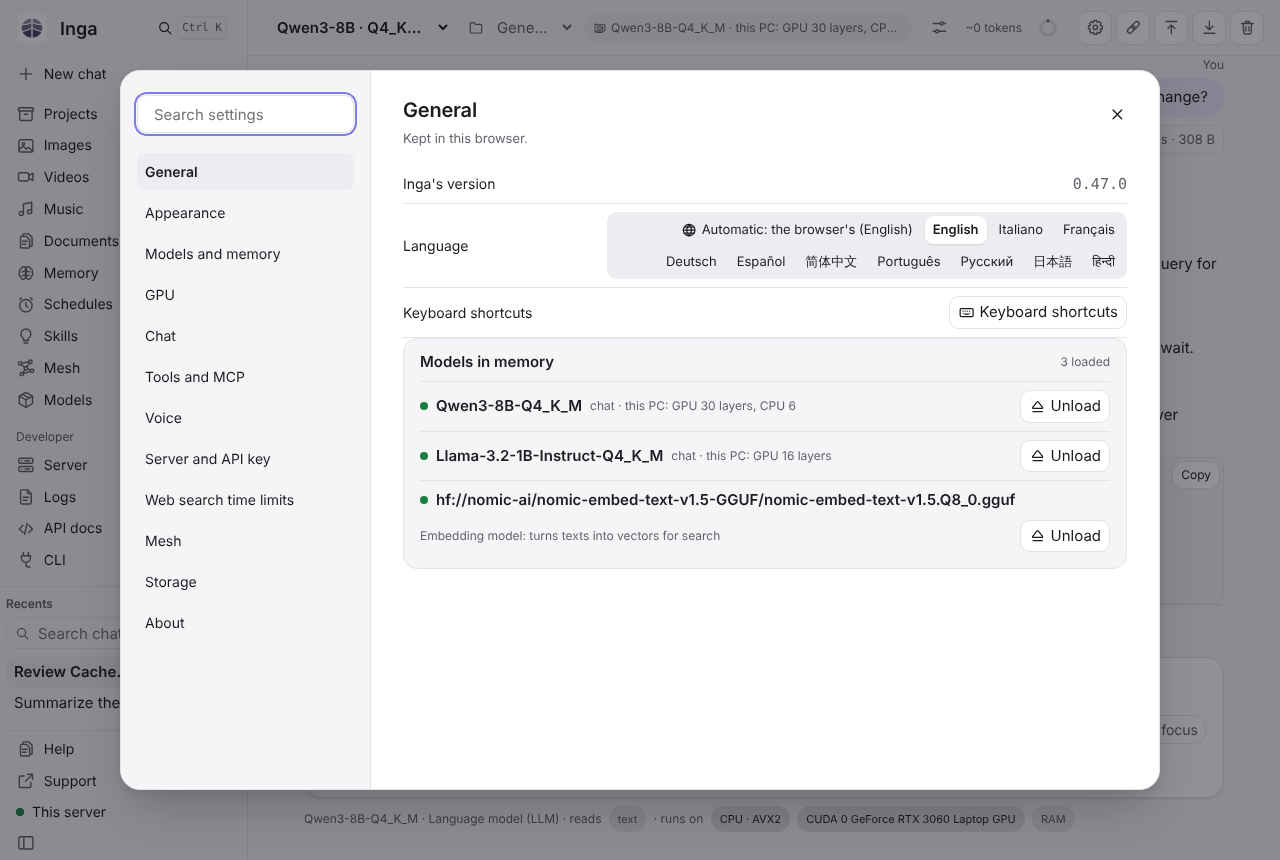 Inga
Ctrl K
Qwen3-8B · Q4_K...
Gene...
Qwen3-8B-Q4_K_M · this PC: GPU 30 layers, CP...
~0 tokens
New chat
Projects
Images
Videos
Music
Documents
Memory
Schedules
Skills
Mesh
Models
Developer
Server
Logs
API docs
CLI
Recents
Search chat
Review Cache.
Summarize the
Help
Support
This server
You
hange?
s · 308 B
uery for
wait.
ver
Copy
focus
Search settings
General
Appearance
Models and memory
GPU
Chat
Tools and MCP
Voice
Server and API key
Web search time limits
Mesh
Storage
About
General
Kept in this browser.
Inga's version
0.47.0
Language
Automatic: the browser's (English) English Italiano Français
Deutsch Español 简体中文 Português Русский 日本語 हिन्दी
Keyboard shortcuts
Keyboard shortcuts
Models in memory
3 loaded
Qwen3-8B-Q4_K_M chat · this PC: GPU 30 layers, CPU 6
Unload
Llama-3.2-1B-Instruct-Q4_K_M chat · this PC: GPU 16 layers
Unload
hf://nomic-ai/nomic-embed-text-v1.5-GGUF/nomic-embed-text-v1.5.Q8_0.gguf
Embedding model: turns texts into vectors for search
Unload
Qwen3-8B-Q4_K_M · Language model (LLM) · reads text · runs on CPU · AVX2 CUDA 0 GeForce RTX 3060 Laptop GPU RAM